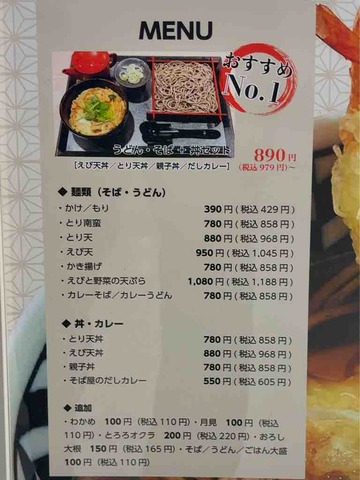 MENU
おすすめ
No.1
うどん・そば ミニ丼セット
[えび天丼／とり天丼／親子丼／だしカレー]
890円
(税込979円)～
◆ 麺類（そば・うどん）
・かけ／もり 390円(税込429円)
・とり南蛮 780円(税込858円)
・とり天 880円(税込968円)
・えび天 950円(税込1,045円)
・かき揚げ 780円(税込858円)
・えびと野菜の天ぷら 1,080円(税込1,188円)
・カレーそば／カレーうどん 780円(税込858円)
◆ 丼・カレー
・とり天丼 780円(税込858円)
・えび天丼 880円(税込968円)
・親子丼 780円(税込858円)
・そば屋のだしカレー 550円(税込605円)
◆ 追加
・わかめ 100円（税込110円）・月見 100円（税込
110円）・とろろオクラ 200円（税込220円）・おろし
大根 150円（税込165円）・そば／うどん／ごはん大盛
100円（税込110円）